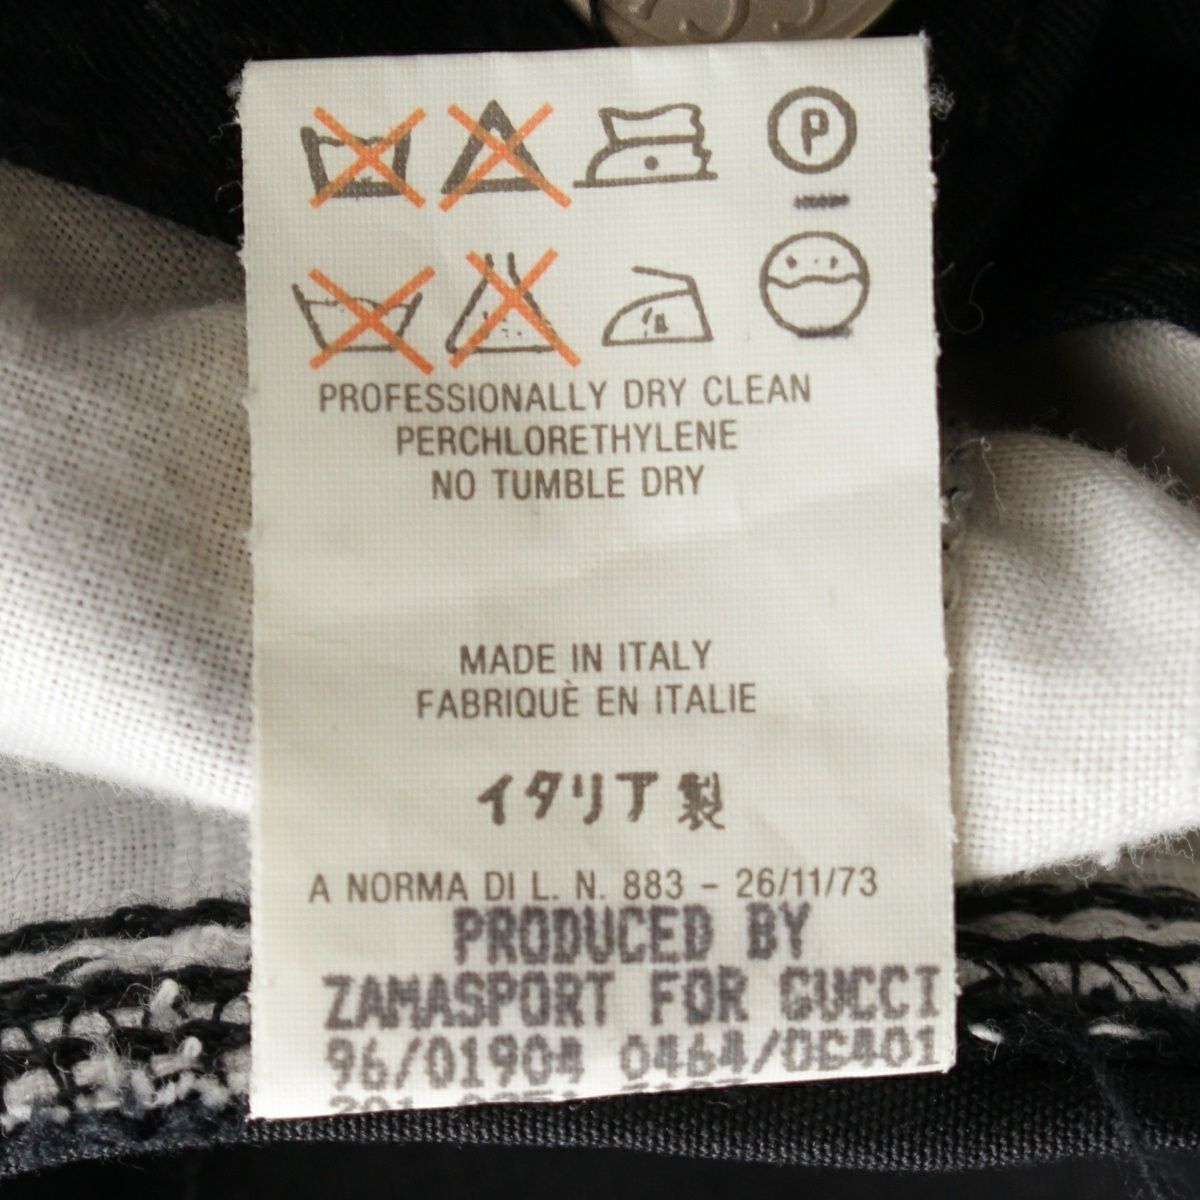 P
PROFESSIONALLY DRY CLEAN
PERCHLORETHYLENE
NO TUMBLE DRY
MADE IN ITALY
FABRIQUÈ EN ITALIE
イタリア製
A NORMA DI L. N. 883 - 26/11/73
PRODUCED BY
ZAMASPORT FOR GUCCI
96/01904 0464/